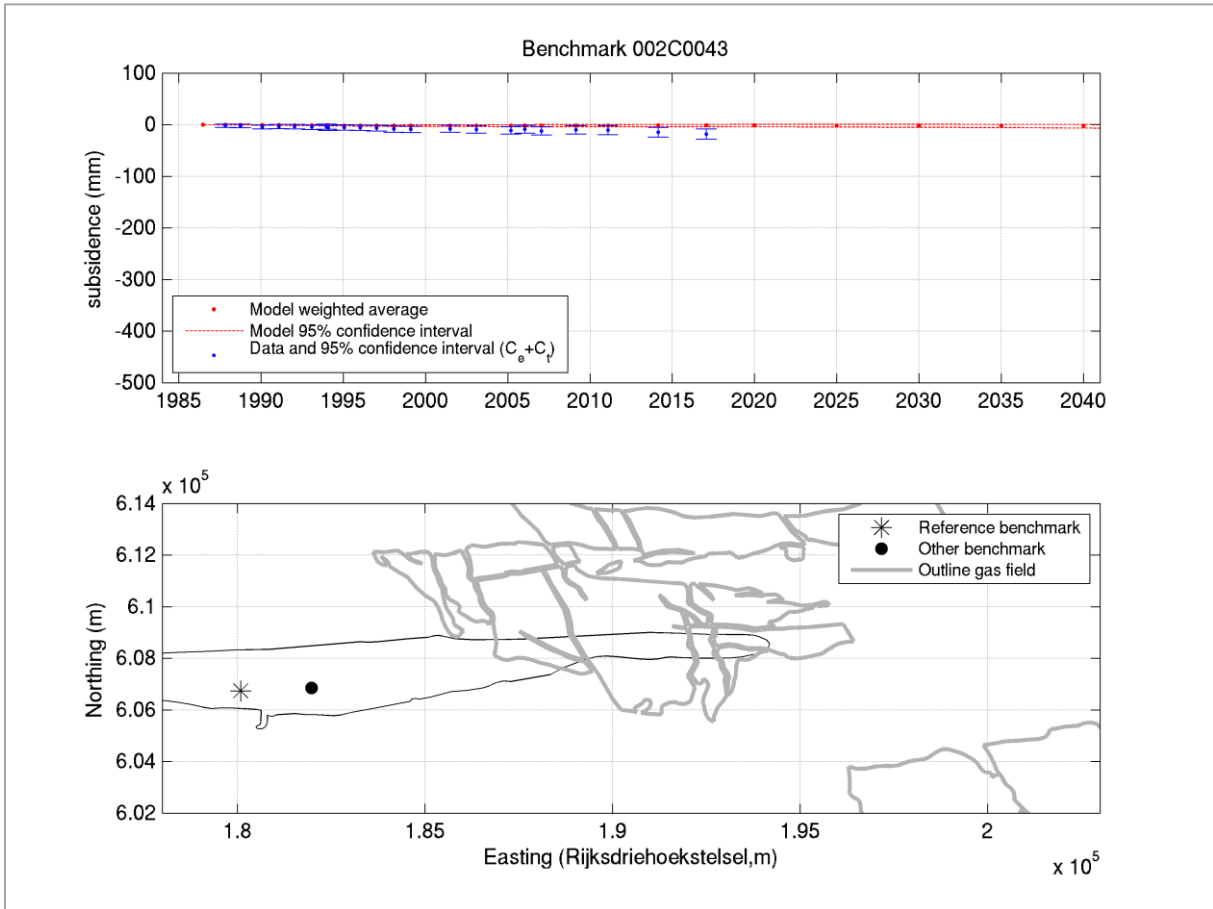 Benchmark 002C0043
100
0
-100
-200
-300
-400
-500
subsidence (mm)
Model weighted average
Model 95% confidence interval
Data and 95% confidence interval (C_e+C_t)
1985 1990 1995 2000 2005 2010 2015 2020 2025 2030 2035 2040
x 10^5
6.14
6.12
6.1
6.08
6.06
6.04
6.02
Northing (m)
Reference benchmark
Other benchmark
Outline gas field
1.8 1.85 1.9 1.95 2
Easting (Rijksdriehoekstelsel,m)
x 10^5